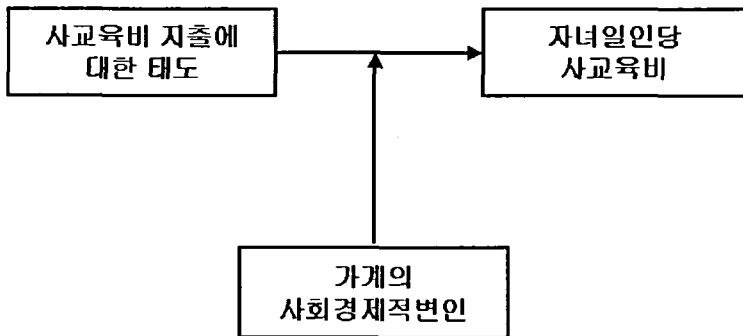 사교육비 지출에
대한 태도
자녀일인당
사교육비
가계의
사회경제적변인